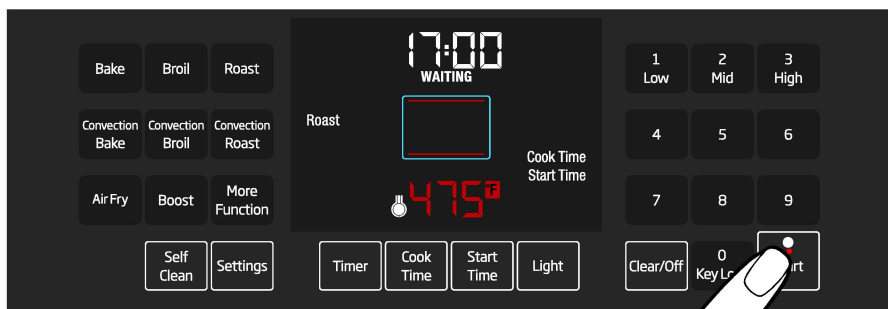 Bake
Broil
Roast
Convection
Bake
Convection
Broil
Convection
Roast
Air Fry
Boost
More
Function
Self
Clean
Settings
17:00
WAITING
Roast
Cook Time
Start Time
475°F
Timer
Cook
Time
Start
Time
Light
1
Low
2
Mid
3
High
4
5
6
7
8
9
Clear/Off
0
Key